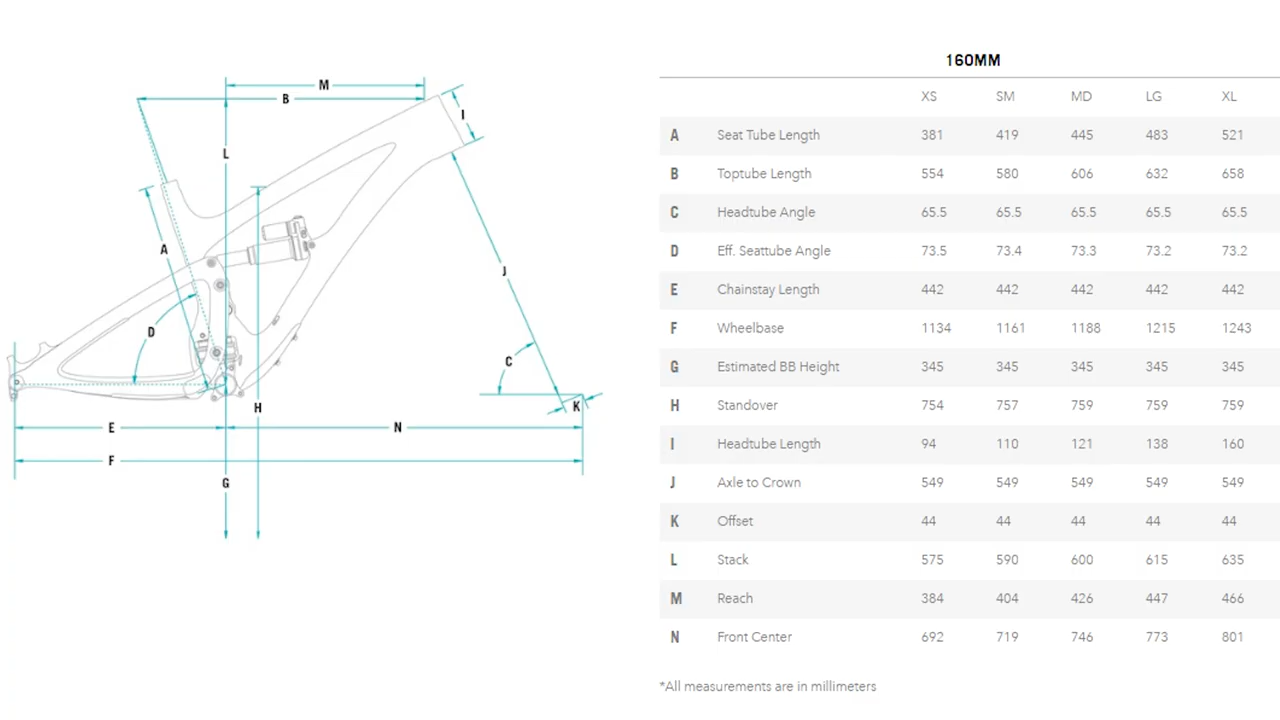 M
B
I
L
A
J
D
C
K
H
E
N
F
G
160MM
XS SM MD LG XL
A Seat Tube Length 381 419 445 483 521
B Toptube Length 554 580 606 632 658
C Headtube Angle 65.5 65.5 65.5 65.5 65.5
D Eff. Seattube Angle 73.5 73.4 73.3 73.2 73.2
E Chainstay Length 442 442 442 442 442
F Wheelbase 1134 1161 1188 1215 1243
G Estimated BB Height 345 345 345 345 345
H Standover 754 757 759 759 759
I Headtube Length 94 110 121 138 160
J Axle to Crown 549 549 549 549 549
K Offset 44 44 44 44 44
L Stack 575 590 600 615 635
M Reach 384 404 426 447 466
N Front Center 692 719 746 773 801
*All measurements are in millimeters